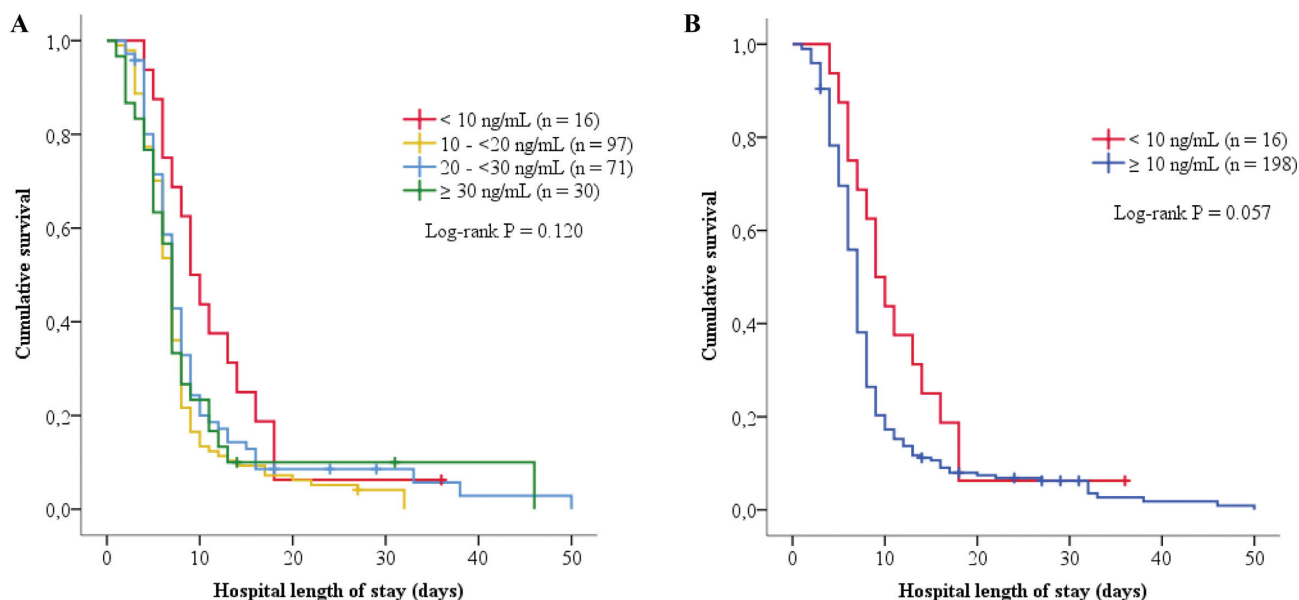 A
1,0
0,8
0,6
0,4
0,2
0,0
Cumulative survival
< 10 ng/mL (n = 16)
10 - <20 ng/mL (n = 97)
20 - <30 ng/mL (n = 71)
≥ 30 ng/mL (n = 30)
Log-rank P = 0.120
0 10 20 30 40 50
Hospital length of stay (days)
B
1,0
0,8
0,6
0,4
0,2
0,0
Cumulative survival
< 10 ng/mL (n = 16)
≥ 10 ng/mL (n = 198)
Log-rank P = 0.057
0 10 20 30 40 50
Hospital length of stay (days)